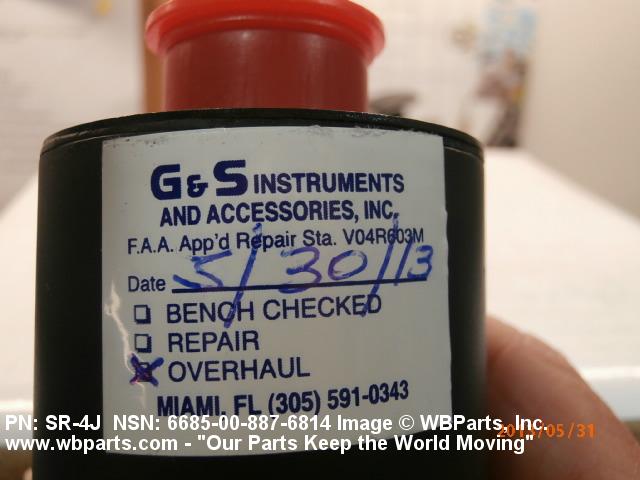 G & S INSTRUMENTS
AND ACCESSORIES, INC.
F.A.A. App'd Repair Sta. V04R603M
Date 5/30/13
BENCH CHECKED
REPAIR
OVERHAUL
MIAMI, FL (305) 591-0343
PN: SR-4J NSN: 6685-00-887-6814 Image © WBParts, Inc.
2013/05/31
www.wbparts.com - "Our Parts Keep the World Moving"